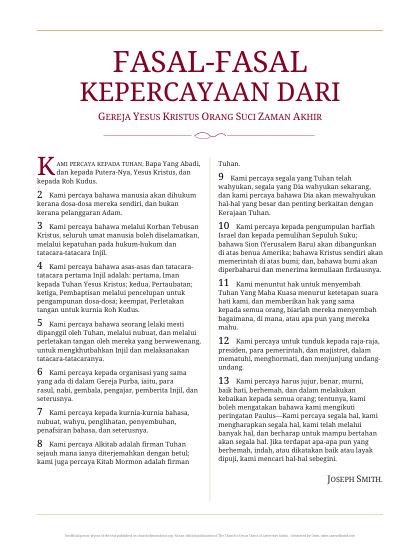 FASAL-FASAL
KEPERCAYAAN DARI
GEREJA YESUS KRISTUS ORANG SUCI ZAMAN AKHIR
KAMI PERCAYA KEPADA TUHAN; Bapa Yang Abadi,
dan kepada Putera-Nya, Yesus Kristus, dan
kepada Roh Kudus.
2 Kami percaya bahawa manusia akan dihukum
kerana dosa-dosa mereka sendiri, dan bukan
kerana pelanggaran Adam.
3 Kami percaya bahawa melalui Korban Tebusan
Kristus, seluruh umat manusia boleh diselamatkan,
melalui kepatuhan pada hukum-hukum dan
tatacara-tatacara Injil.
4 Kami percaya bahawa asas-asas dan tatacara-
tatacara pertama Injil adalah: pertama, Iman
kepada Tuhan Yesus Kristus; kedua, Pertaubatan;
ketiga, Pembaptisan melalui pencelupan untuk
pengampunan dosa-dosa; keempat, Perletakan
tangan untuk kurnia Roh Kudus.
5 Kami percaya bahawa seorang lelaki mesti
dipanggil oleh Tuhan, melalui nubuat, dan melalui
perletakan tangan oleh mereka yang berwewenang,
untuk mengkhutbahkan Injil dan melaksanakan
tatacara-tatacaranya.
6 Kami percaya kepada organisasi yang sama
yang ada di dalam Gereja Purba, iaitu, para
rasul, nabi, gembala, pengajar, pemberita Injil, dan
seterusnya.
7 Kami percaya kepada kurnia-kurnia bahasa,
nubuat, wahyu, penglihatan, penyembuhan,
penafsiran bahasa, dan seterusnya.
8 Kami percaya Alkitab adalah firman Tuhan
sejauh mana ianya diterjemahkan dengan betul;
kami juga percaya Kitab Mormon adalah firman
Tuhan.
9 Kami percaya segala yang Tuhan telah
wahyukan, segala yang Dia wahyukan sekarang,
dan kami percaya bahawa Dia akan mewahyukan
hal-hal yang besar dan penting berkaitan dengan
Kerajaan Tuhan.
10 Kami percaya kepada pengumpulan harfiah
Israel dan kepada pemulihan Sepuluh Suku;
bahawa Sion (Yerusalem Baru) akan dibangunkan
di atas benua Amerika; bahawa Kristus sendiri akan
memerintah di atas bumi; dan, bahawa bumi akan
diperbaharui dan menerima kemuliaan firdausnya.
11 Kami menuntut hak untuk menyembah
Tuhan Yang Maha Kuasa menurut ketetapan suara
hati kami, dan memberikan hak yang sama
kepada semua orang, biarlah mereka menyembah
bagaimana, di mana, atau apa pun yang mereka
mahu.
12 Kami percaya untuk tunduk kepada raja-raja,
presiden, para pemerintah, dan majistret, dalam
mematuhi, menghormati, dan menjunjung undang-
undang.
13 Kami percaya harus jujur, benar, murni,
baik hati, berhemah, dan dalam melakukan
kebaikan kepada semua orang; tentunya, kami
boleh mengatakan bahawa kami mengikuti
peringatan Paulus—Kami percaya segala hal, kami
mengharapkan segala hal, kami telah melalui
banyak hal, dan berharap untuk mampu bertahan
akan segala hal. Jika terdapat apa-apa pun yang
berhemah, indah, atau dikatakan baik atau layak
dipuji, kami mencari hal-hal sebegini.
JOSEPH SMITH.